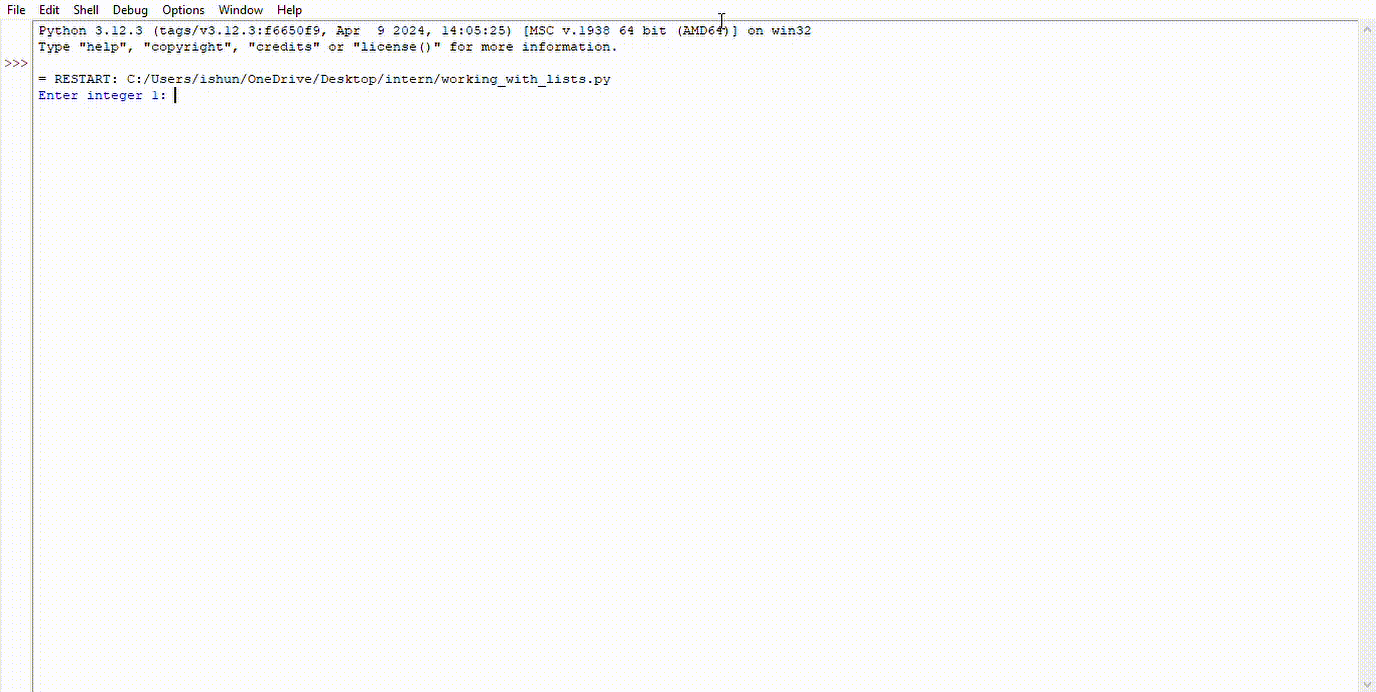 File Edit Shell Debug Options Window Help
Python 3.12.3 (tags/v3.12.3:f6650f9, Apr  9 2024, 14:05:25) [MSC v.1938 64 bit (AMD64)] on win32
Type "help", "copyright", "credits" or "license()" for more information.
>>>
= RESTART: C:/Users/ishun/OneDrive/Desktop/intern/working_with_lists.py
Enter integer 1: